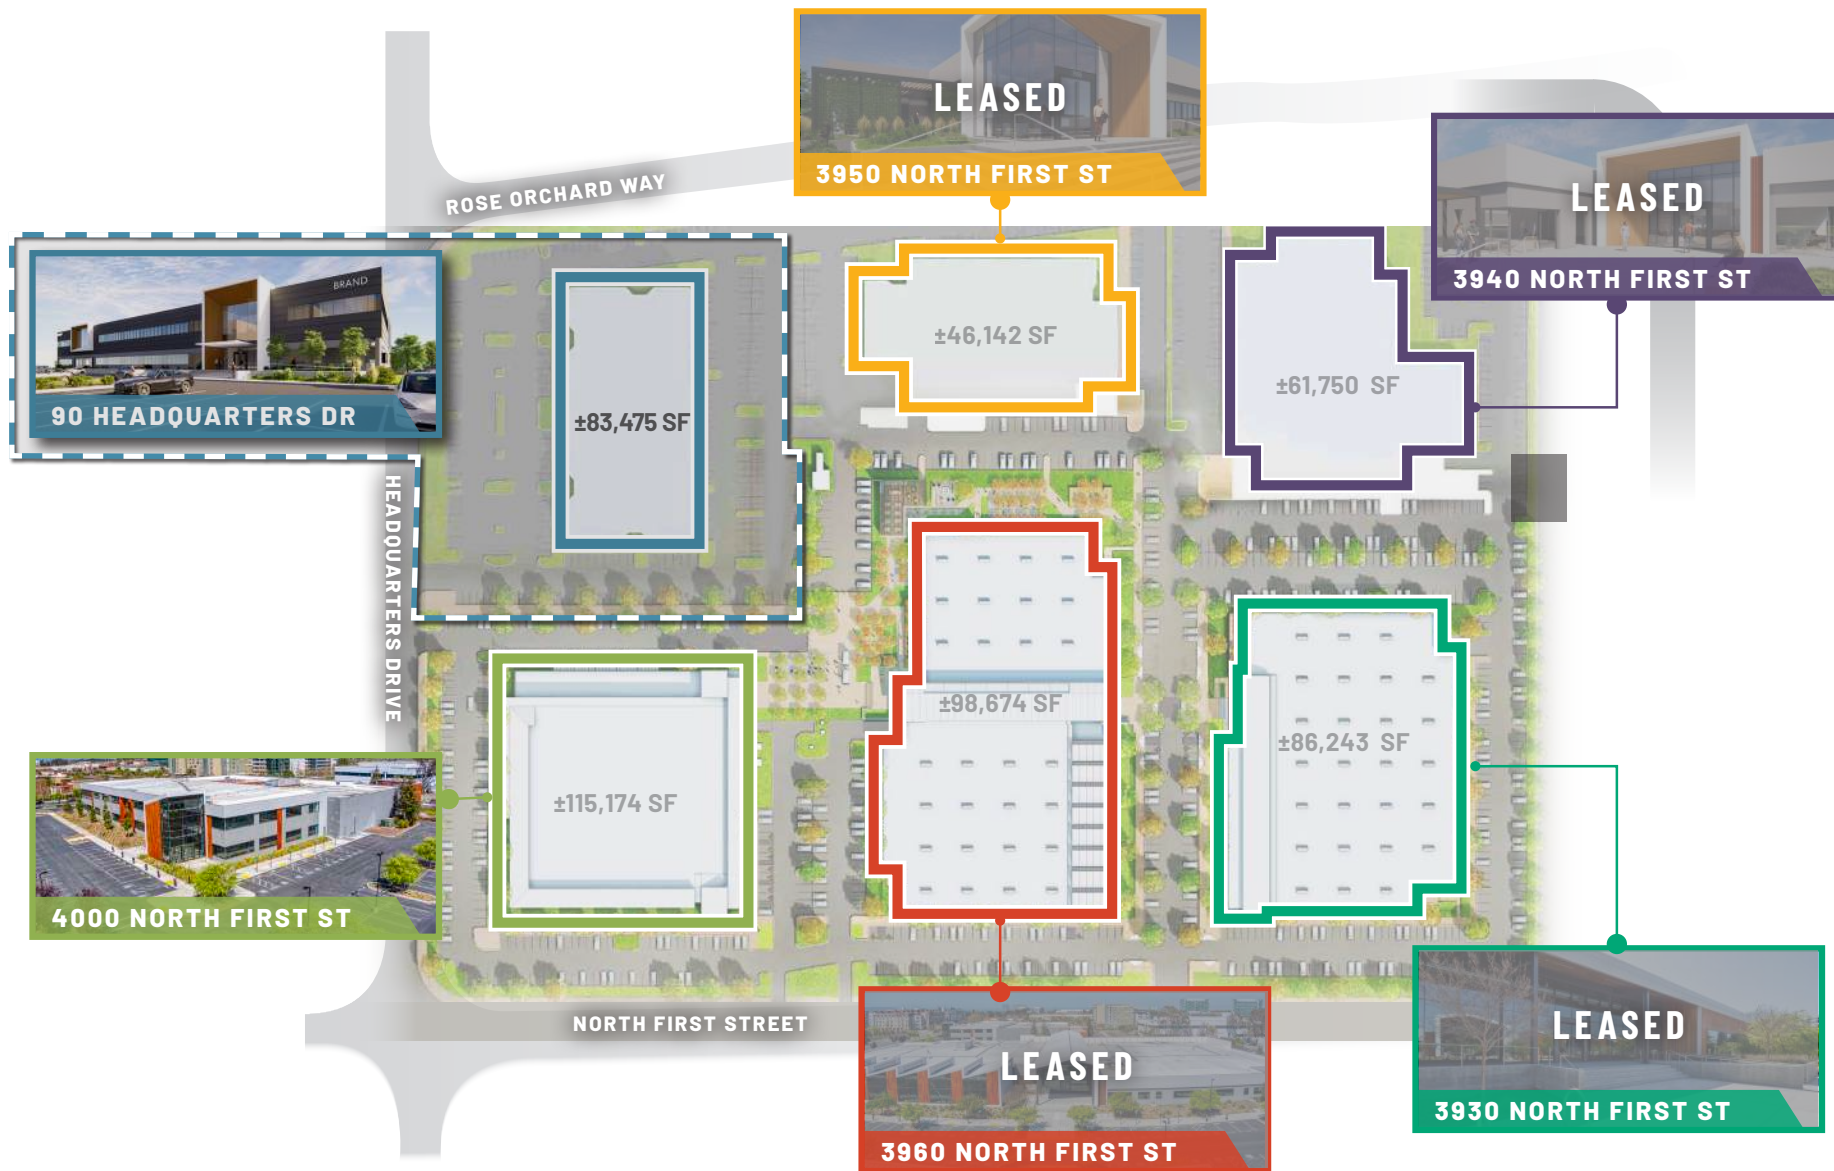 LEASED
3950 NORTH FIRST ST
ROSE ORCHARD WAY
LEASED
3940 NORTH FIRST ST
BRAND
90 HEADQUARTERS DR
±83,475 SF
±46,142 SF
±61,750 SF
HEADQUARTERS DRIVE
±98,674 SF
±86,243 SF
±115,174 SF
4000 NORTH FIRST ST
NORTH FIRST STREET
LEASED
3960 NORTH FIRST ST
LEASED
3930 NORTH FIRST ST